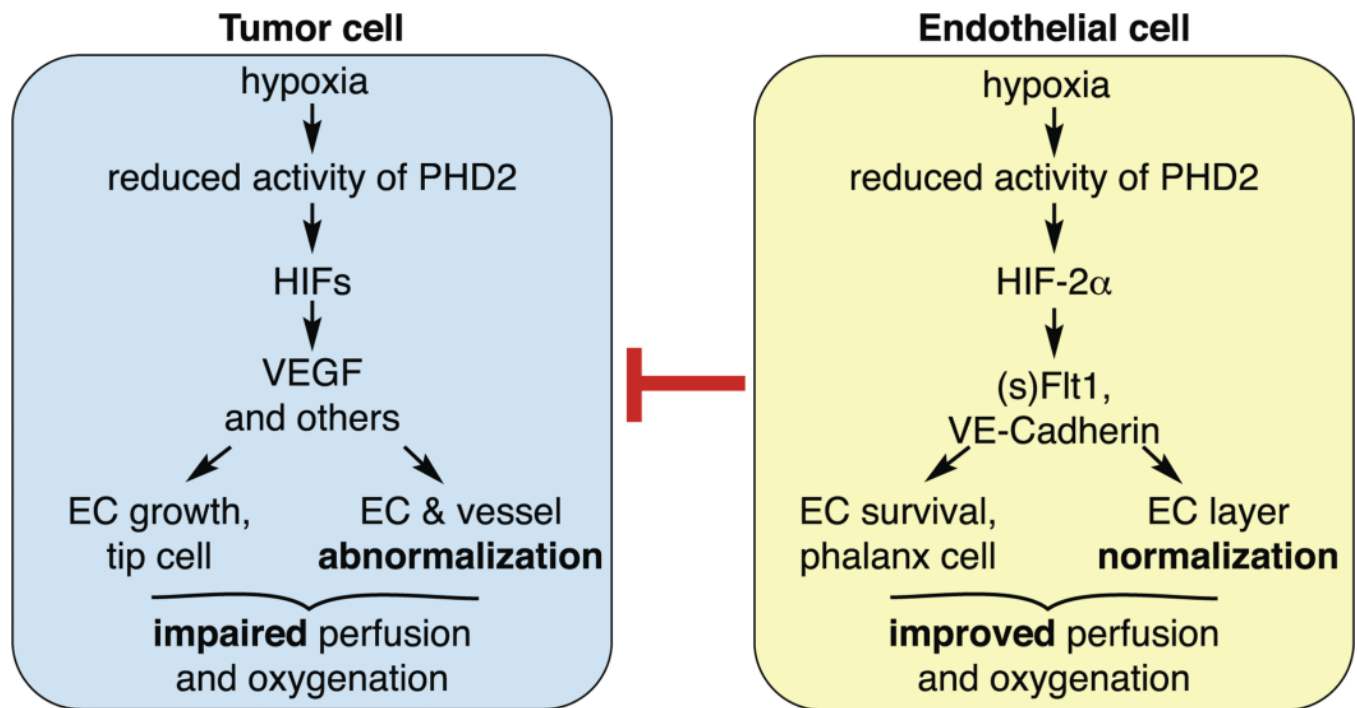 Tumor cell
hypoxia
reduced activity of PHD2
HIFs
VEGF
and others
EC growth,
tip cell
EC & vessel
abnormalization
impaired perfusion
and oxygenation
Endothelial cell
hypoxia
reduced activity of PHD2
HIF-2α
(s)Flt1,
VE-Cadherin
EC survival,
phalanx cell
EC layer
normalization
improved perfusion
and oxygenation